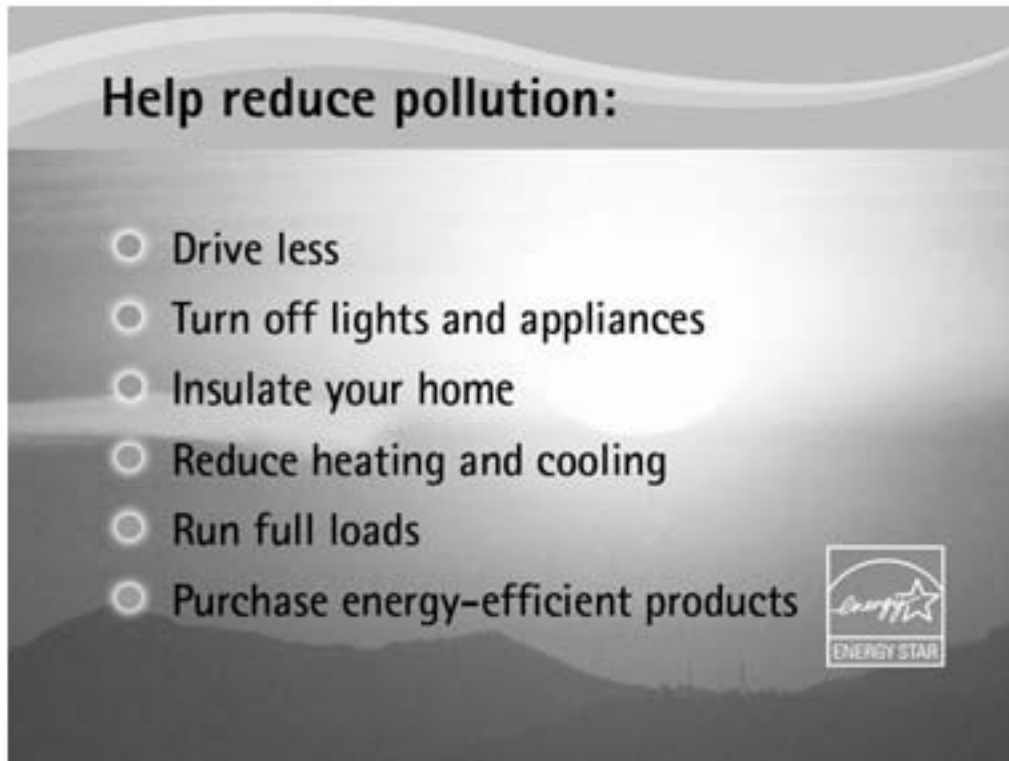 Help reduce pollution:
Drive less
Turn off lights and appliances
Insulate your home
Reduce heating and cooling
Run full loads
Purchase energy-efficient products
energy
ENERGY STAR